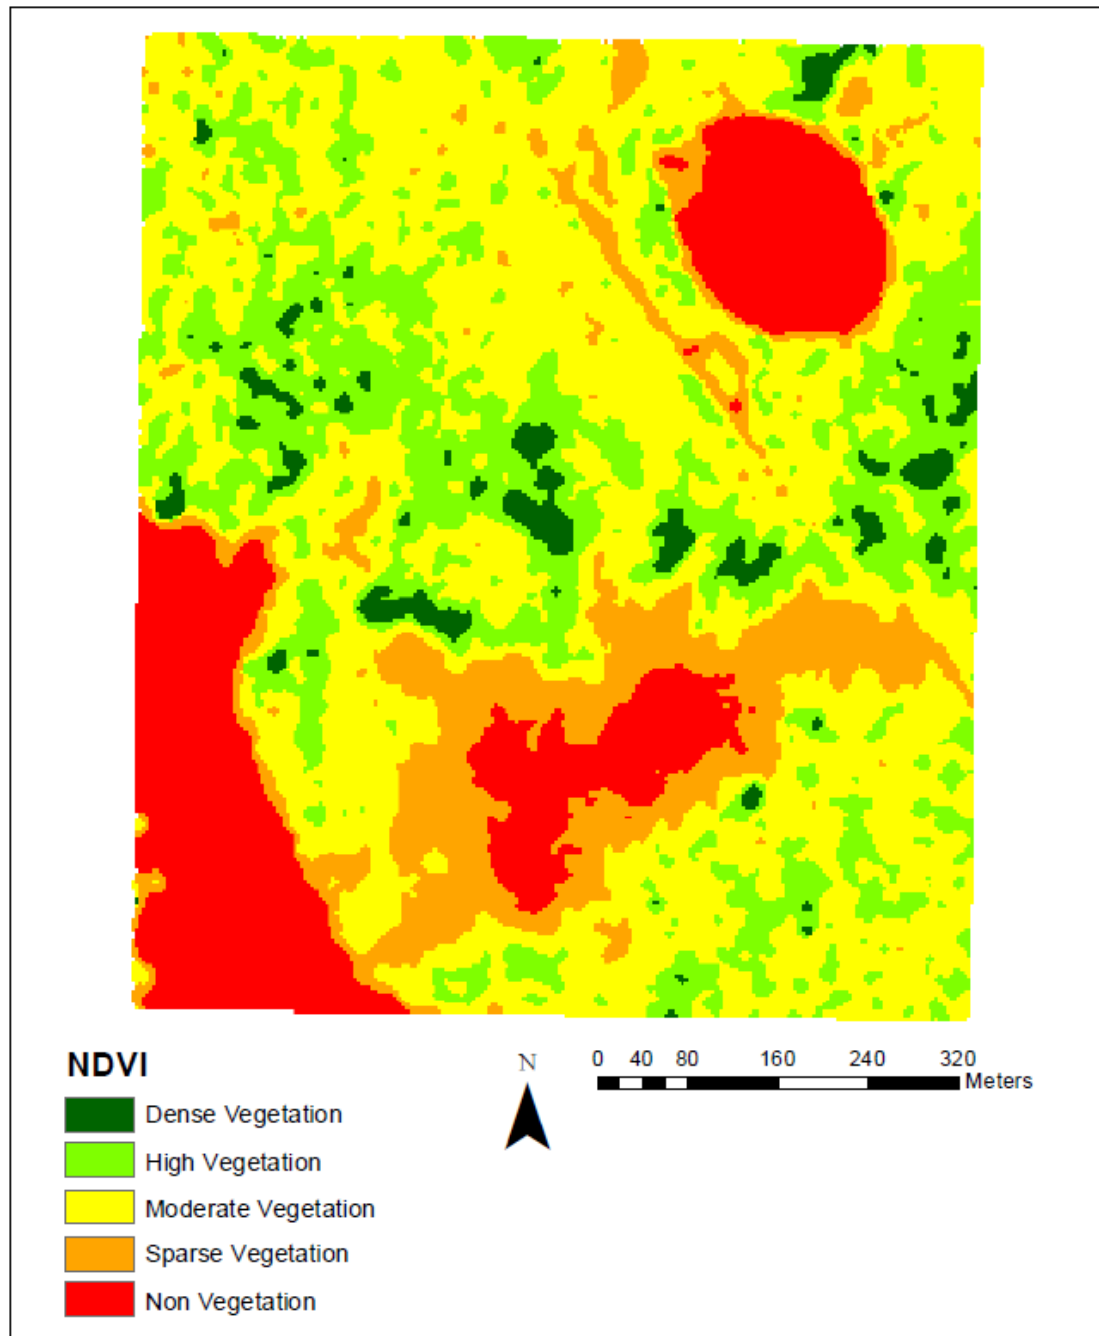 NDVI
Dense Vegetation
High Vegetation
Moderate Vegetation
Sparse Vegetation
Non Vegetation
N
0 40 80 160 240 320
Meters